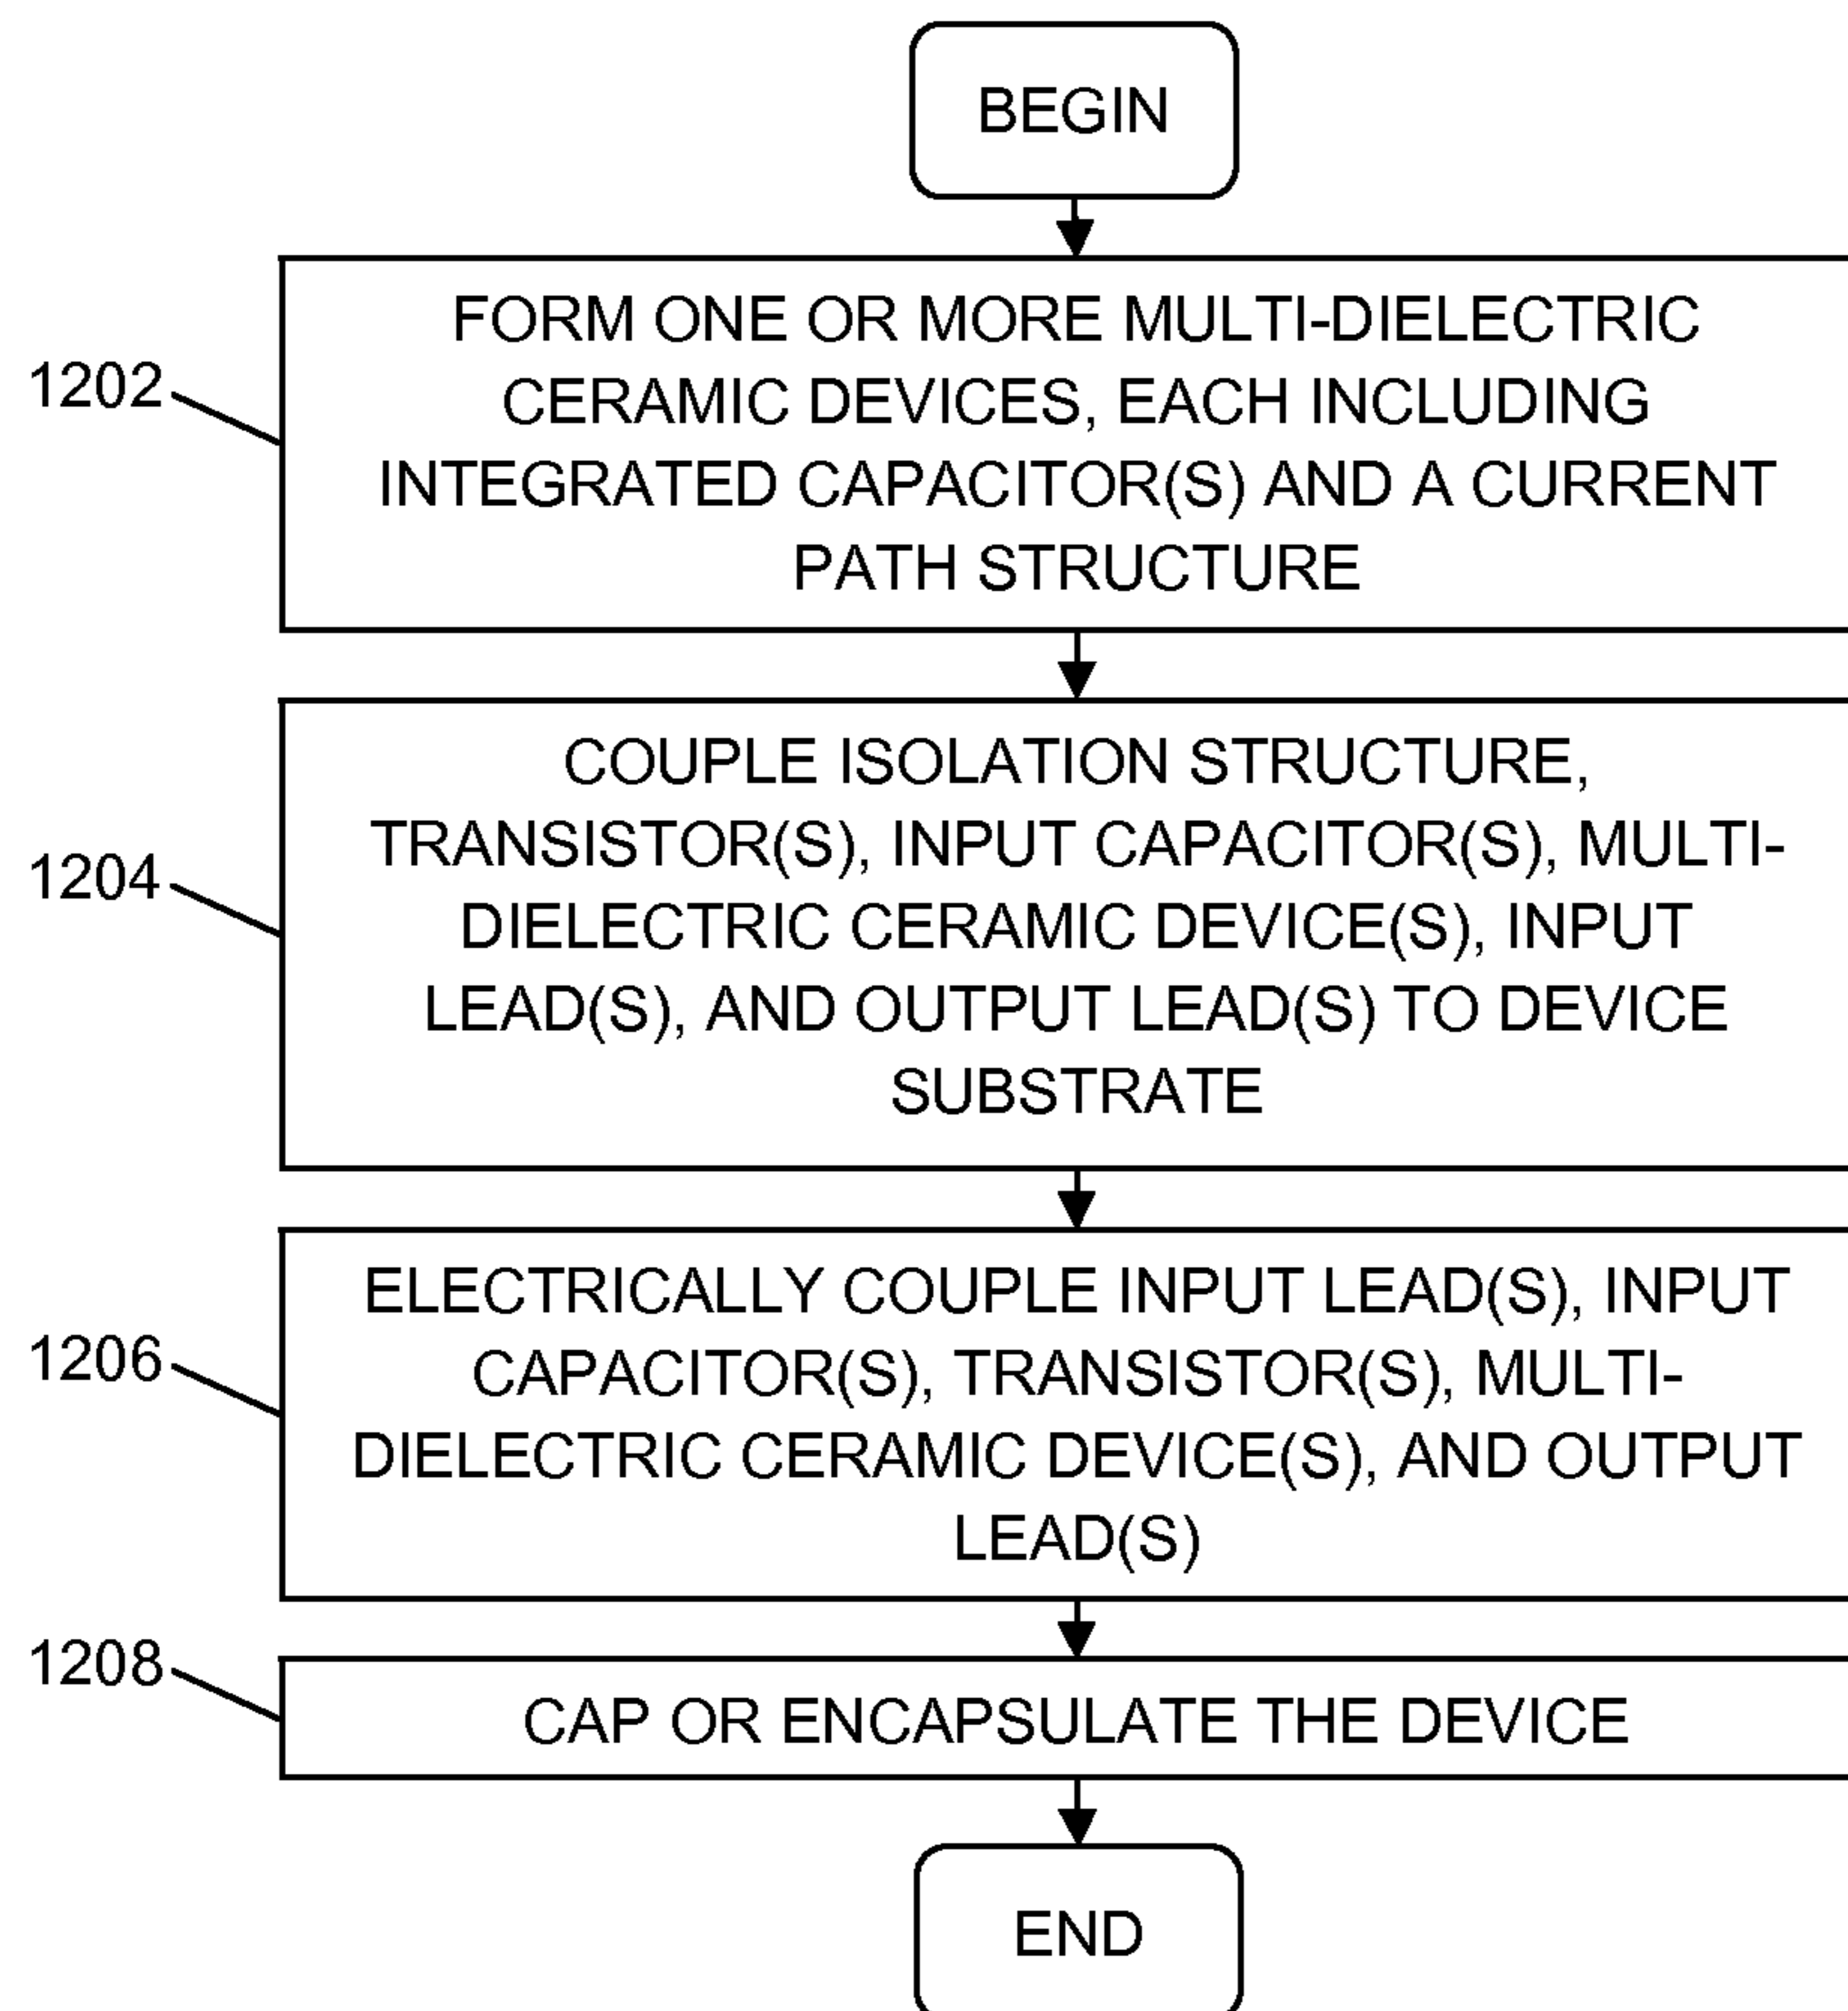 BEGIN
1202
FORM ONE OR MORE MULTI-DIELECTRIC
CERAMIC DEVICES, EACH INCLUDING
INTEGRATED CAPACITOR(S) AND A CURRENT
PATH STRUCTURE
1204
COUPLE ISOLATION STRUCTURE,
TRANSISTOR(S), INPUT CAPACITOR(S), MULTI-
DIELECTRIC CERAMIC DEVICE(S), INPUT
LEAD(S), AND OUTPUT LEAD(S) TO DEVICE
SUBSTRATE
1206
ELECTRICALLY COUPLE INPUT LEAD(S), INPUT
CAPACITOR(S), TRANSISTOR(S), MULTI-
DIELECTRIC CERAMIC DEVICE(S), AND OUTPUT
LEAD(S)
1208
CAP OR ENCAPSULATE THE DEVICE
END